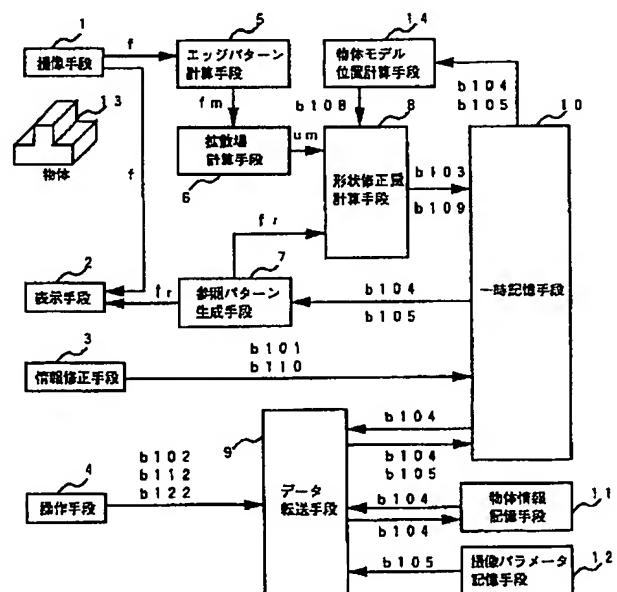 1
撮像手段
f
5
エッジパターン
計算手段
14
物体モデル
位置計算手段
b104
b105
10
13
物体
f
fm
b108
8
拡散場
計算手段
6
um
形状修正量
計算手段
b103
b109
fr
2
表示手段
fr
7
参照パターン
生成手段
b104
b105
一時記憶手段
3
情報修正手段
b101
b110
b104
9
b104
b105
b102
b112
b122
4
操作手段
データ
転送手段
b104
b104
物体情報
記憶手段
11
b105
撮像パラメータ
記憶手段
12